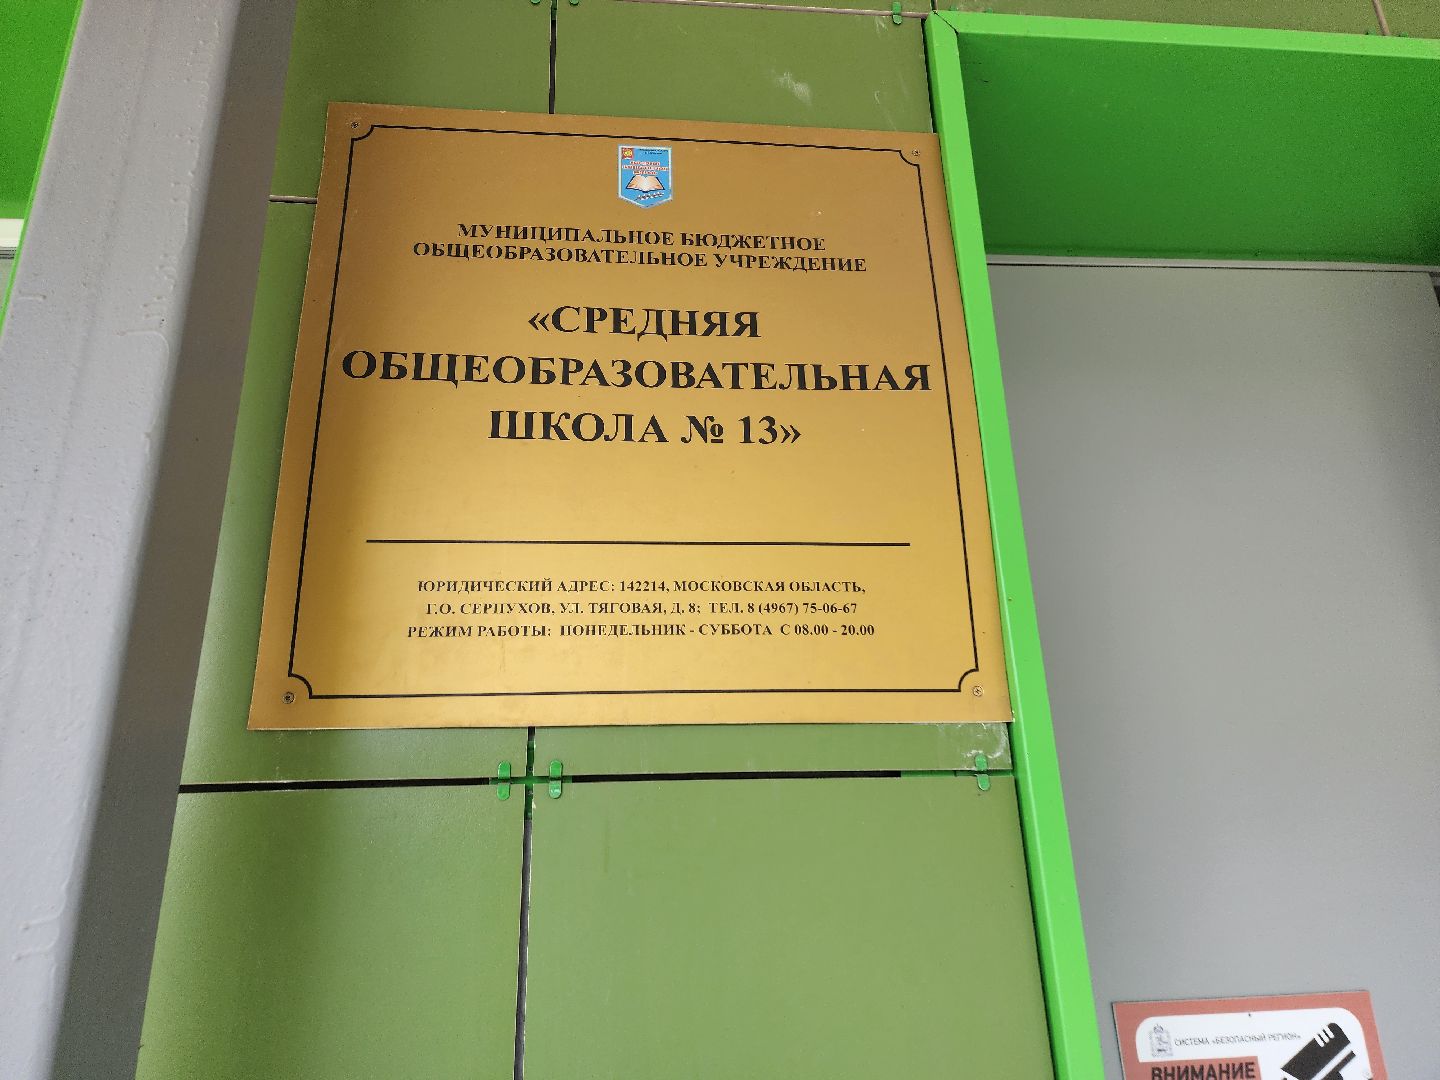 МУНИЦИПАЛЬНОЕ БЮДЖЕТНОЕ
ОБЩЕОБРАЗОВАТЕЛЬНОЕ УЧРЕЖДЕНИЕ
«СРЕДНЯЯ
ОБЩЕОБРАЗОВАТЕЛЬНАЯ
ШКОЛА № 13»
ЮРИДИЧЕСКИЙ АДРЕС: 142214, МОСКОВСКАЯ ОБЛАСТЬ,
Г.О. СЕРПУХОВ, УЛ. ТЯГОВАЯ, Д. 8; ТЕЛ. 8 (4967) 75-06-67
РЕЖИМ РАБОТЫ: ПОНЕДЕЛЬНИК - СУББОТА С 08.00 - 20.00
СИСТЕМА «БЕЗОПАСНЫЙ РЕГИОН»
ВНИМАНИЕ